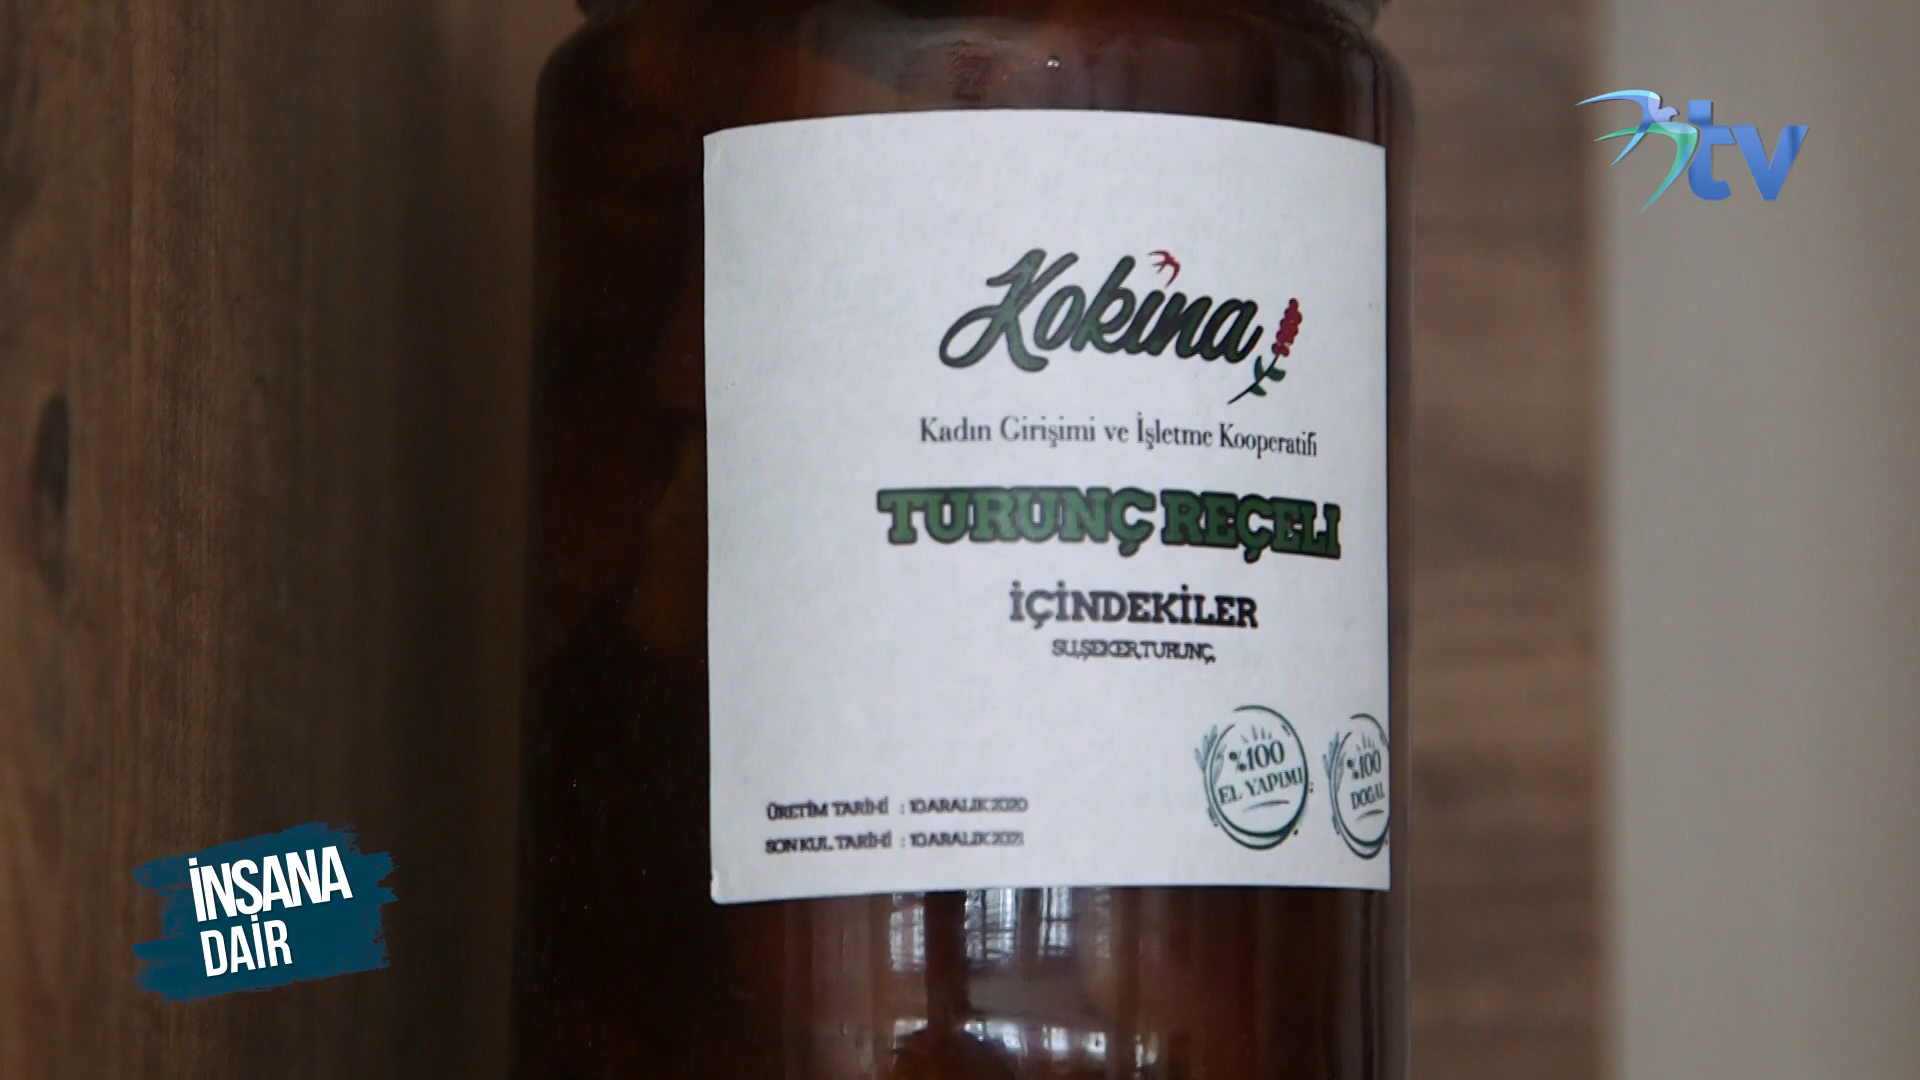 tv
Kokina
Kadın Girişimi ve İşletme Kooperatifi
TURUNÇ REÇELI
İÇİNDEKİLER
SU,ŞEKER,TURUNÇ,
%100
EL YAPIMI
%100
DOĞAL
ÜRETİM TARİHİ : 10 ARALIK 2020
SON KUL. TARİHİ : 10 ARALIK 2021
İNSANA
DAİR